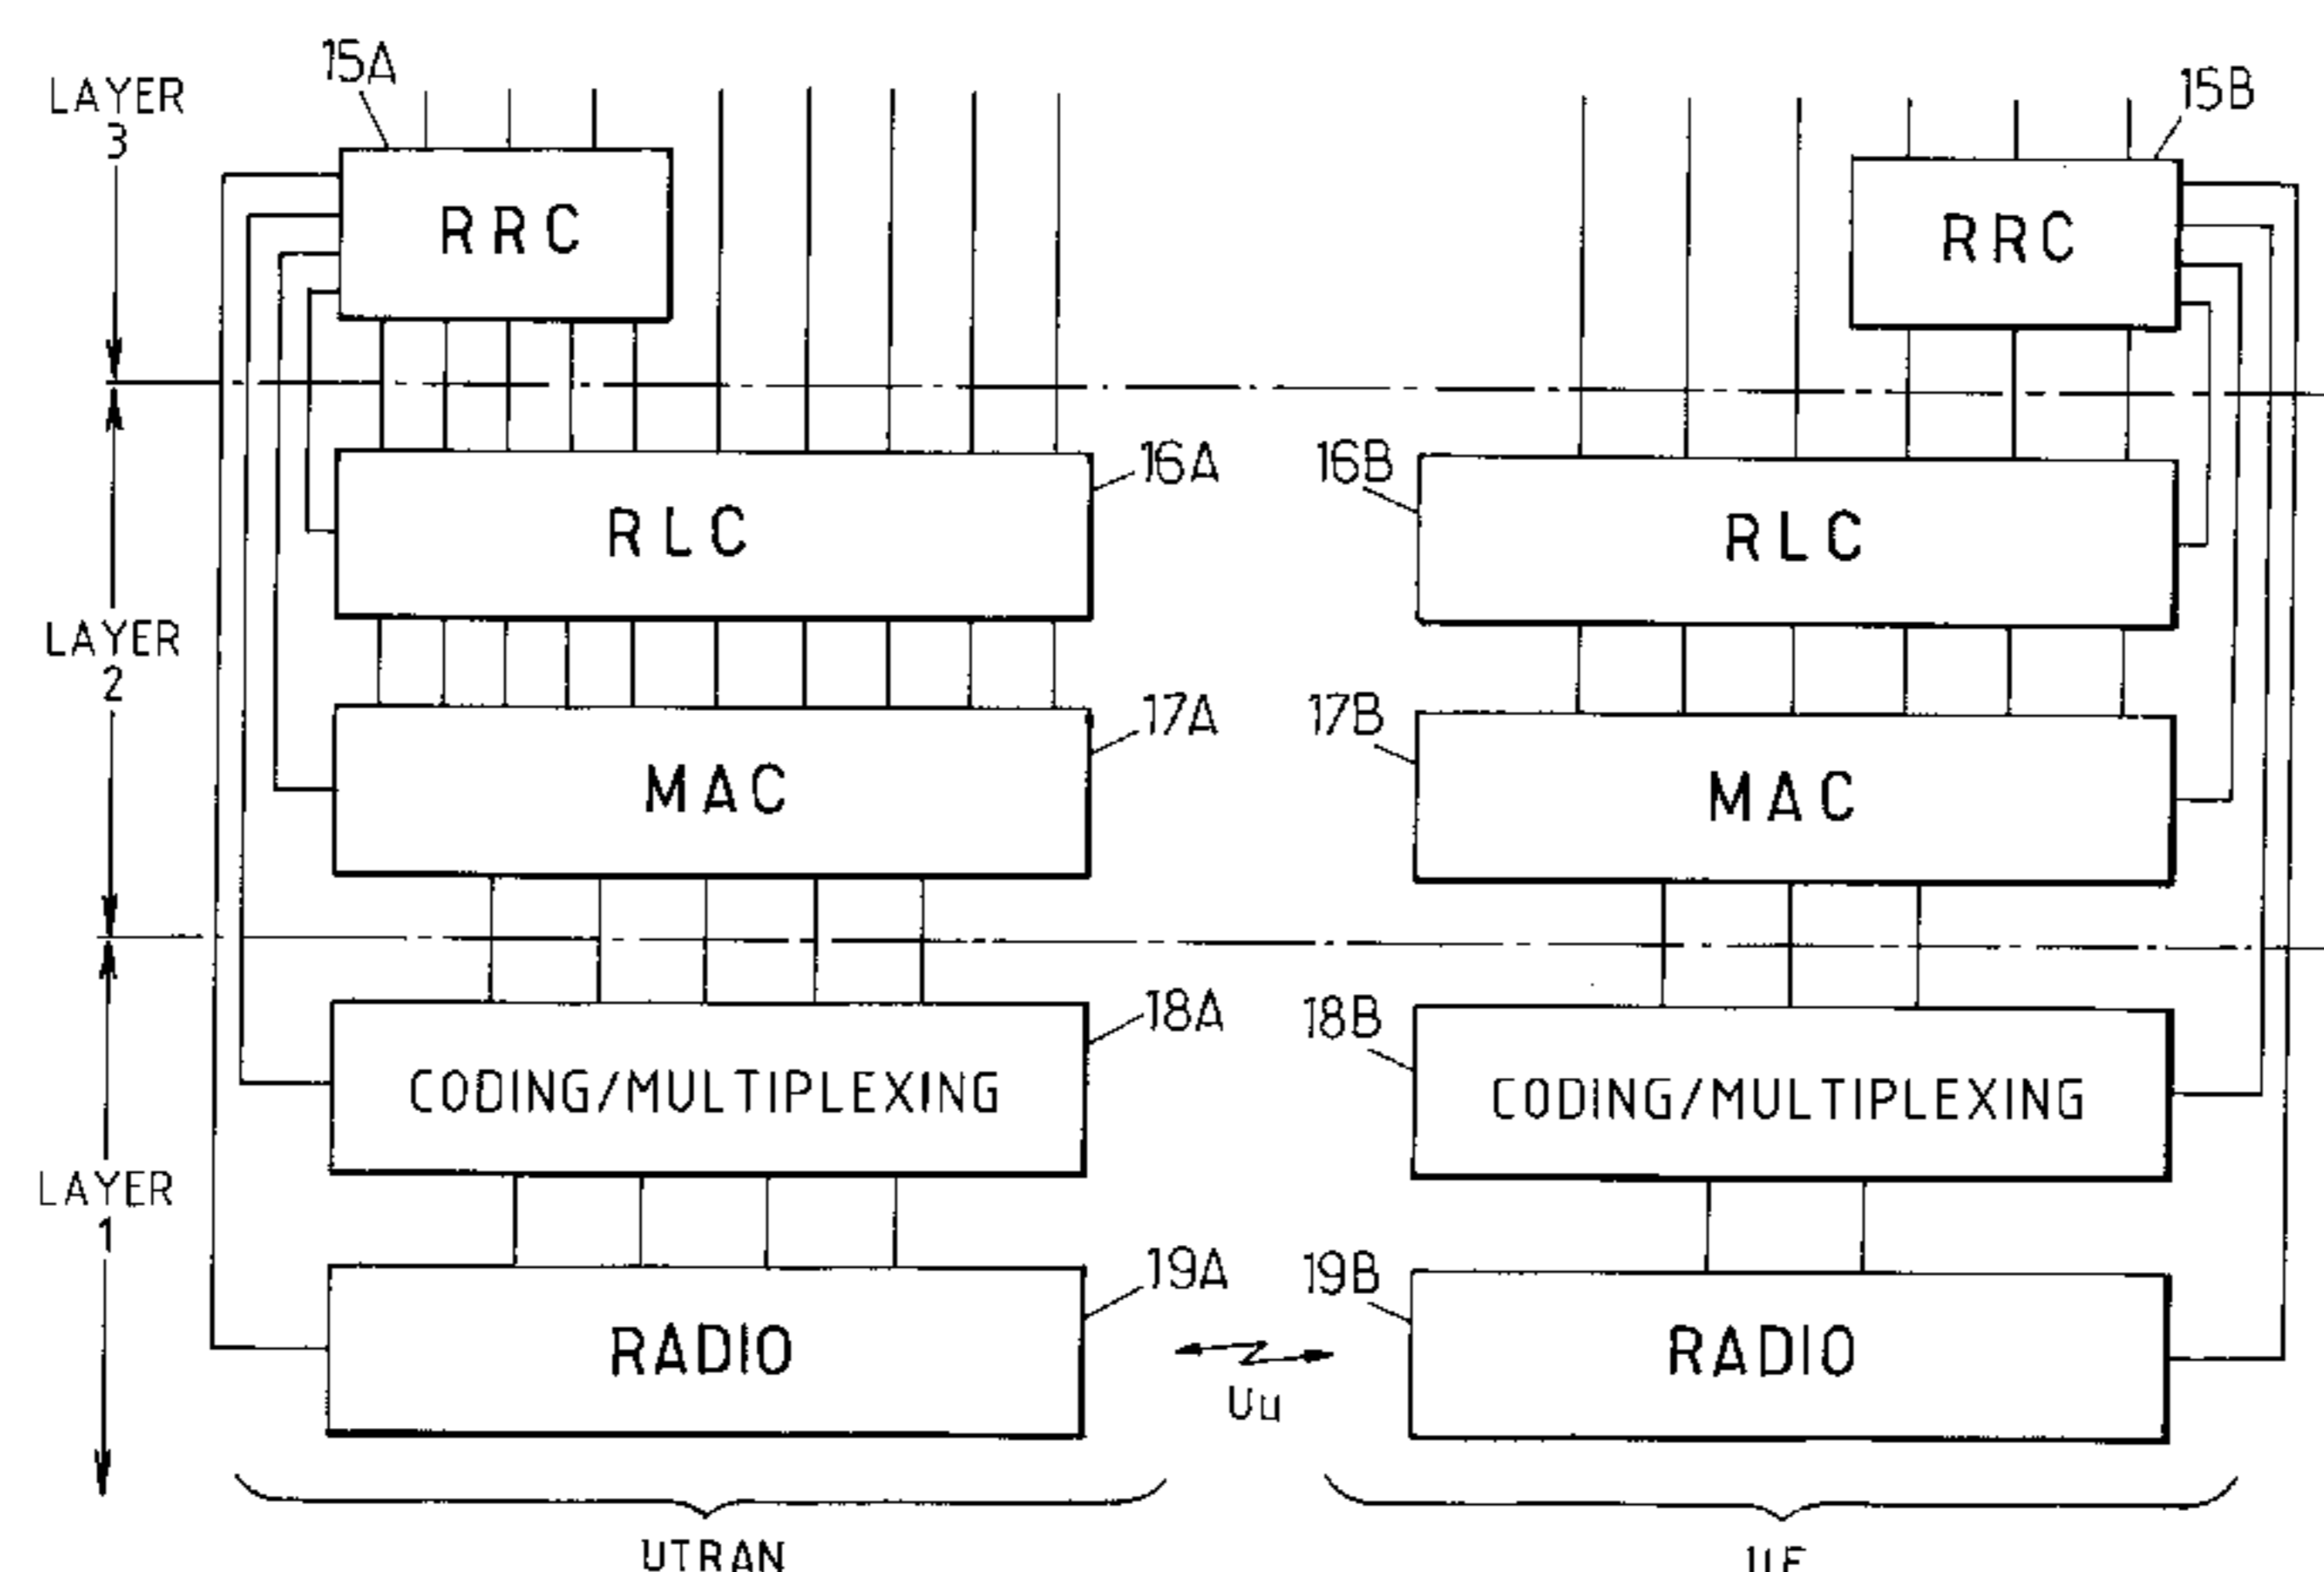 LAYER
3
15A
15B
RRC
RRC
16A
16B
RLC
RLC
LAYER
2
17A
17B
MAC
MAC
18A
18B
CODING/MULTIPLEXING
CODING/MULTIPLEXING
LAYER
1
19A
19B
RADIO
RADIO
Uu
UTRAN
UE